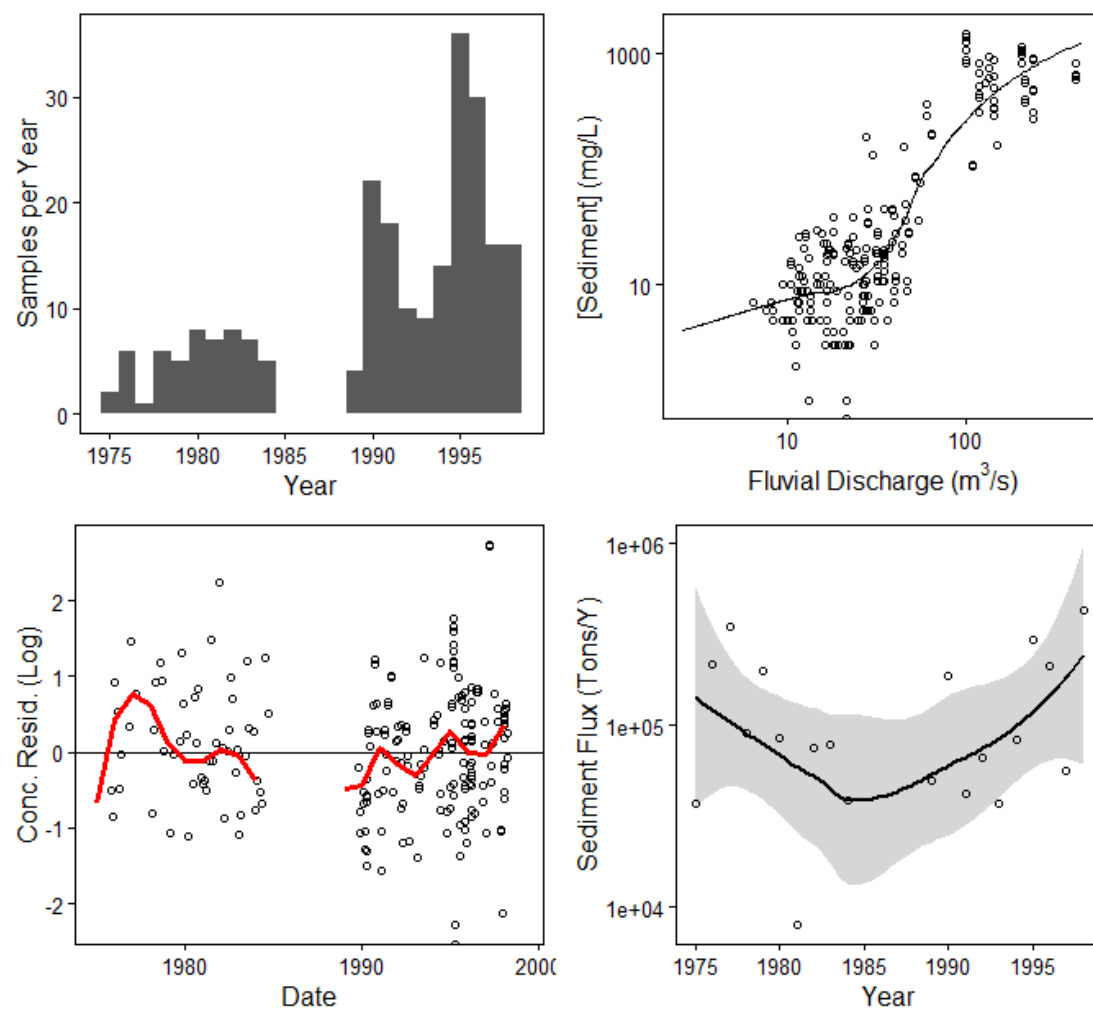 Samples per Year
30
20
10
0
1975 1980 1985 1990 1995
Year
[Sediment] (mg/L)
1000
10
10 100
Fluvial Discharge (m³/s)
Conc. Resid. (Log)
2
1
0
-1
-2
1980 1990 2000
Date
Sediment Flux (Tons/Y)
1e+06
1e+05
1e+04
1975 1980 1985 1990 1995
Year